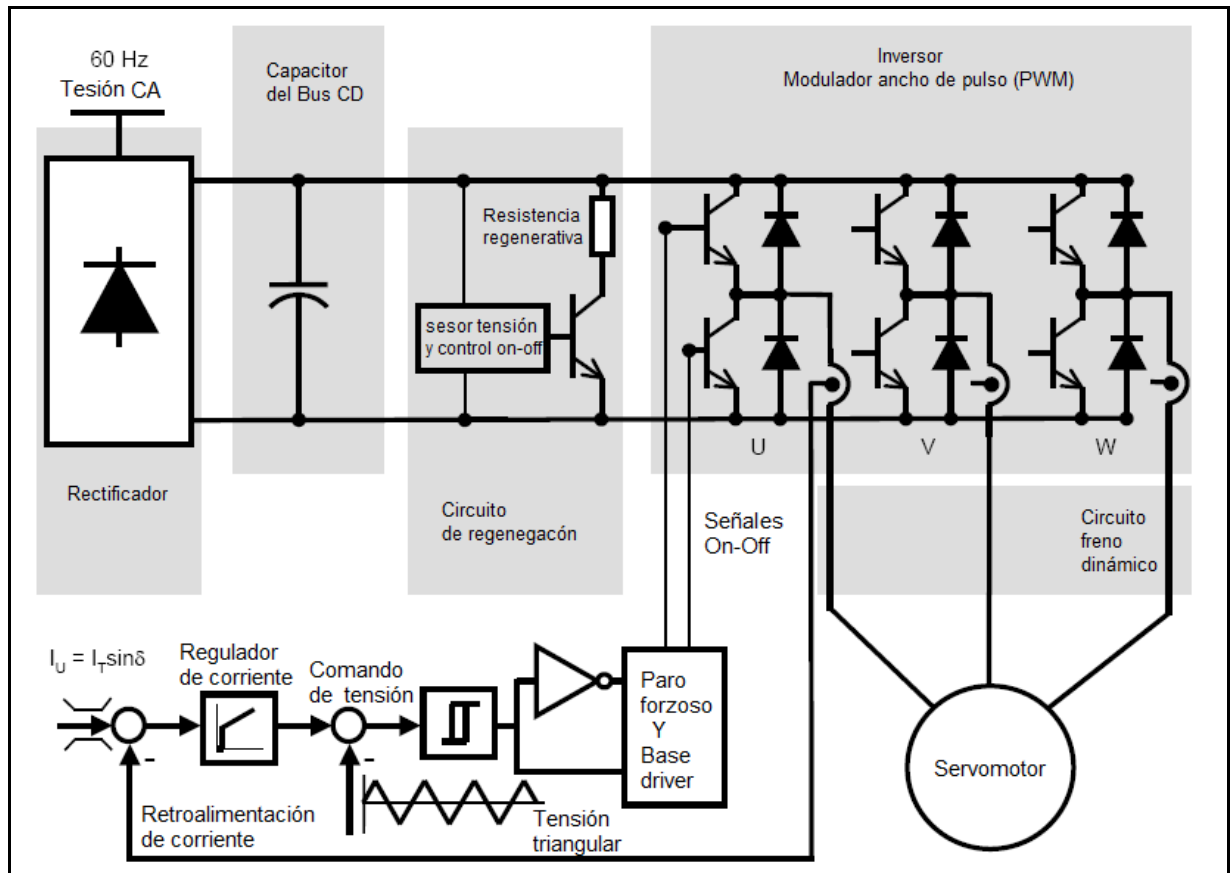 60 Hz
Tesión CA
Capacitor
del Bus CD
Inversor
Modulador ancho de pulso (PWM)
Resistencia
regenerativa
sesor tensión
y control on-off
U
V
W
Rectificador
Circuito
de regenegacón
Señales
On-Off
Circuito
freno
dinámico
I_U = I_T sinδ
Regulador
de corriente
Comando
de tensión
Paro
forzoso
Y
Base
driver
Servomotor
-
-
Retroalimentación
de corriente
Tensión
triangular